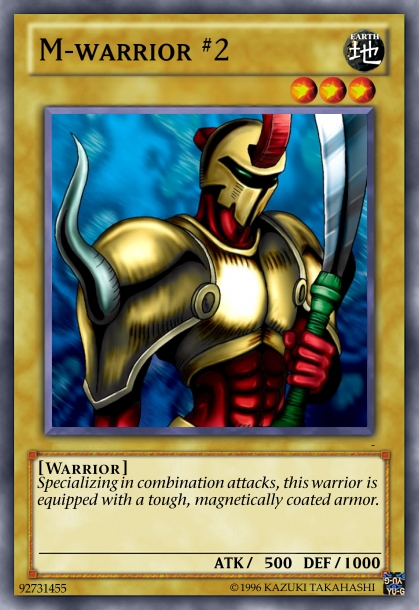 M-WARRIOR #2
EARTH
地
[WARRIOR]
Specializing in combination attacks, this warrior is
equipped with a tough, magnetically coated armor.
ATK/ 500 DEF/1000
92731455
©1996 KAZUKI TAKAHASHI